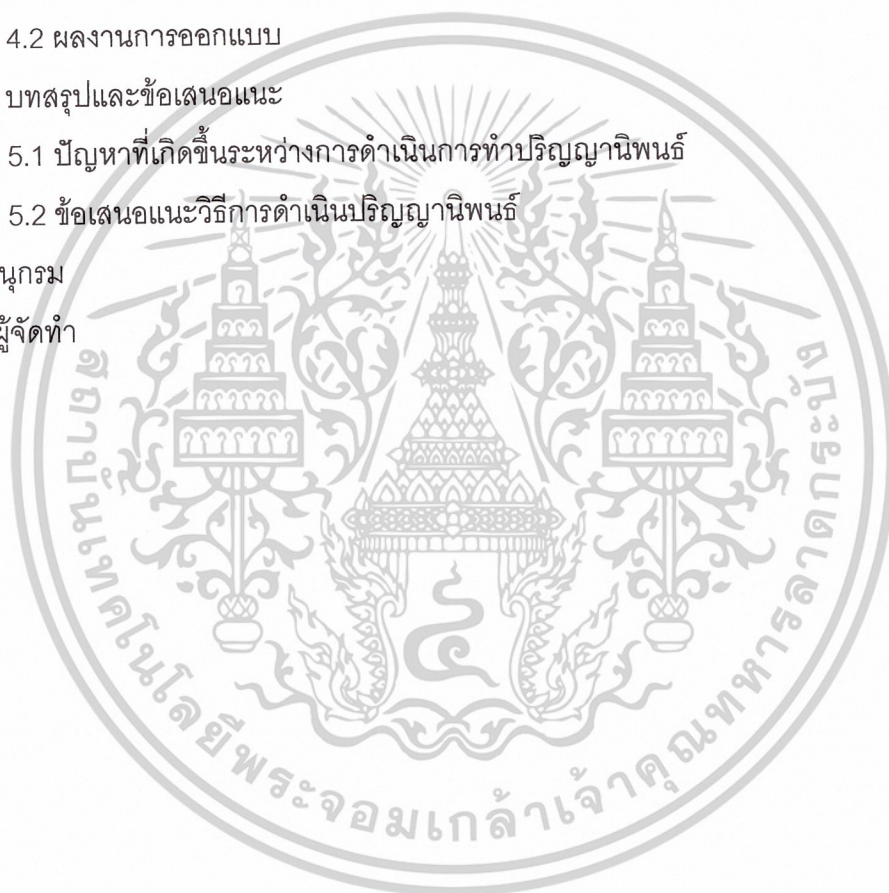 4.2 ผลงานการออกแบบ
บทสรุปและข้อเสนอแนะ
5.1 ปัญหาที่เกิดขึ้นระหว่างการดำเนินการทำปริญญานิพนธ์
5.2 ข้อเสนอแนะวิธีการดำเนินปริญญานิพนธ์
นุกรม
ผู้จัดทำ
สถาบันเทคโนโลยีพระจอมเกล้าเจ้าคุณทหารลาดกระบัง
๔